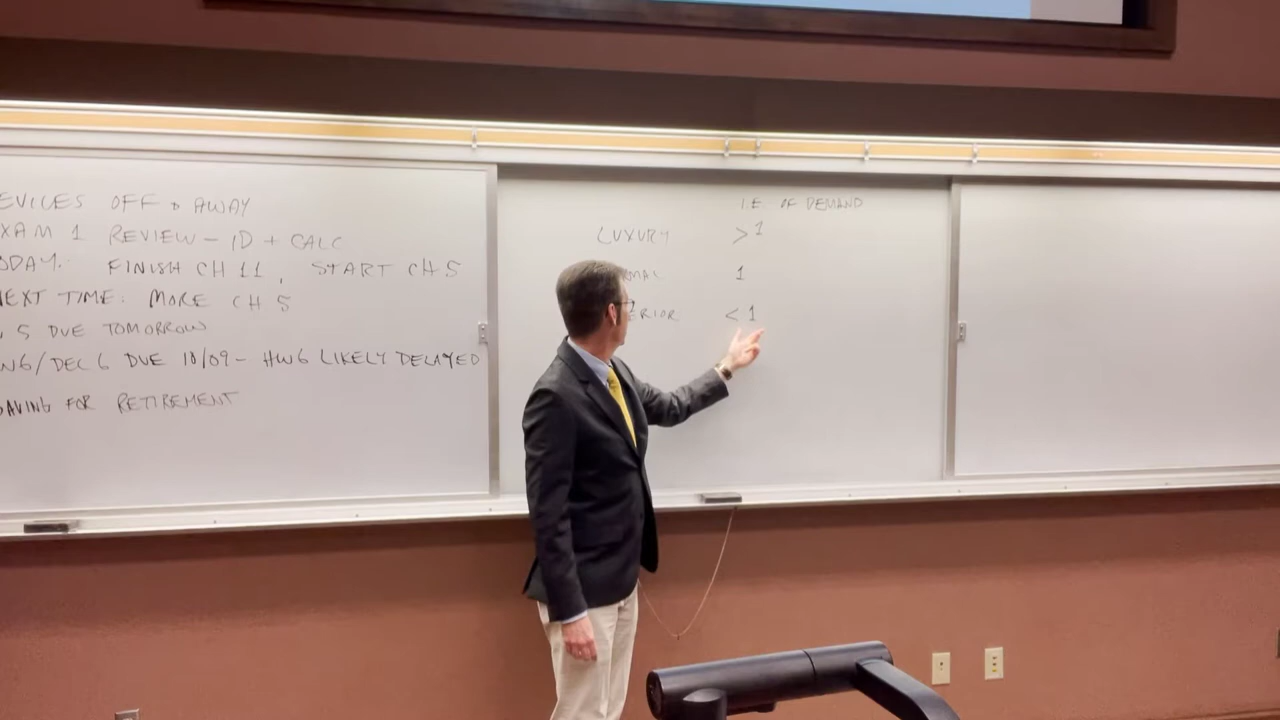 EVICES OFF & AWAY
XAM 1 REVIEW - ID + CALC
ODAY: FINISH CH 11, START CH 5
EXT TIME: MORE CH 5
5 DUE TOMORROW
W6/DEC 6 DUE 10/09 - HW6 LIKELY DELAYED
AVING FOR RETIREMENT
I.E. OF DEMAND
LUXURY >1
RMAL 1
ERIOR <1